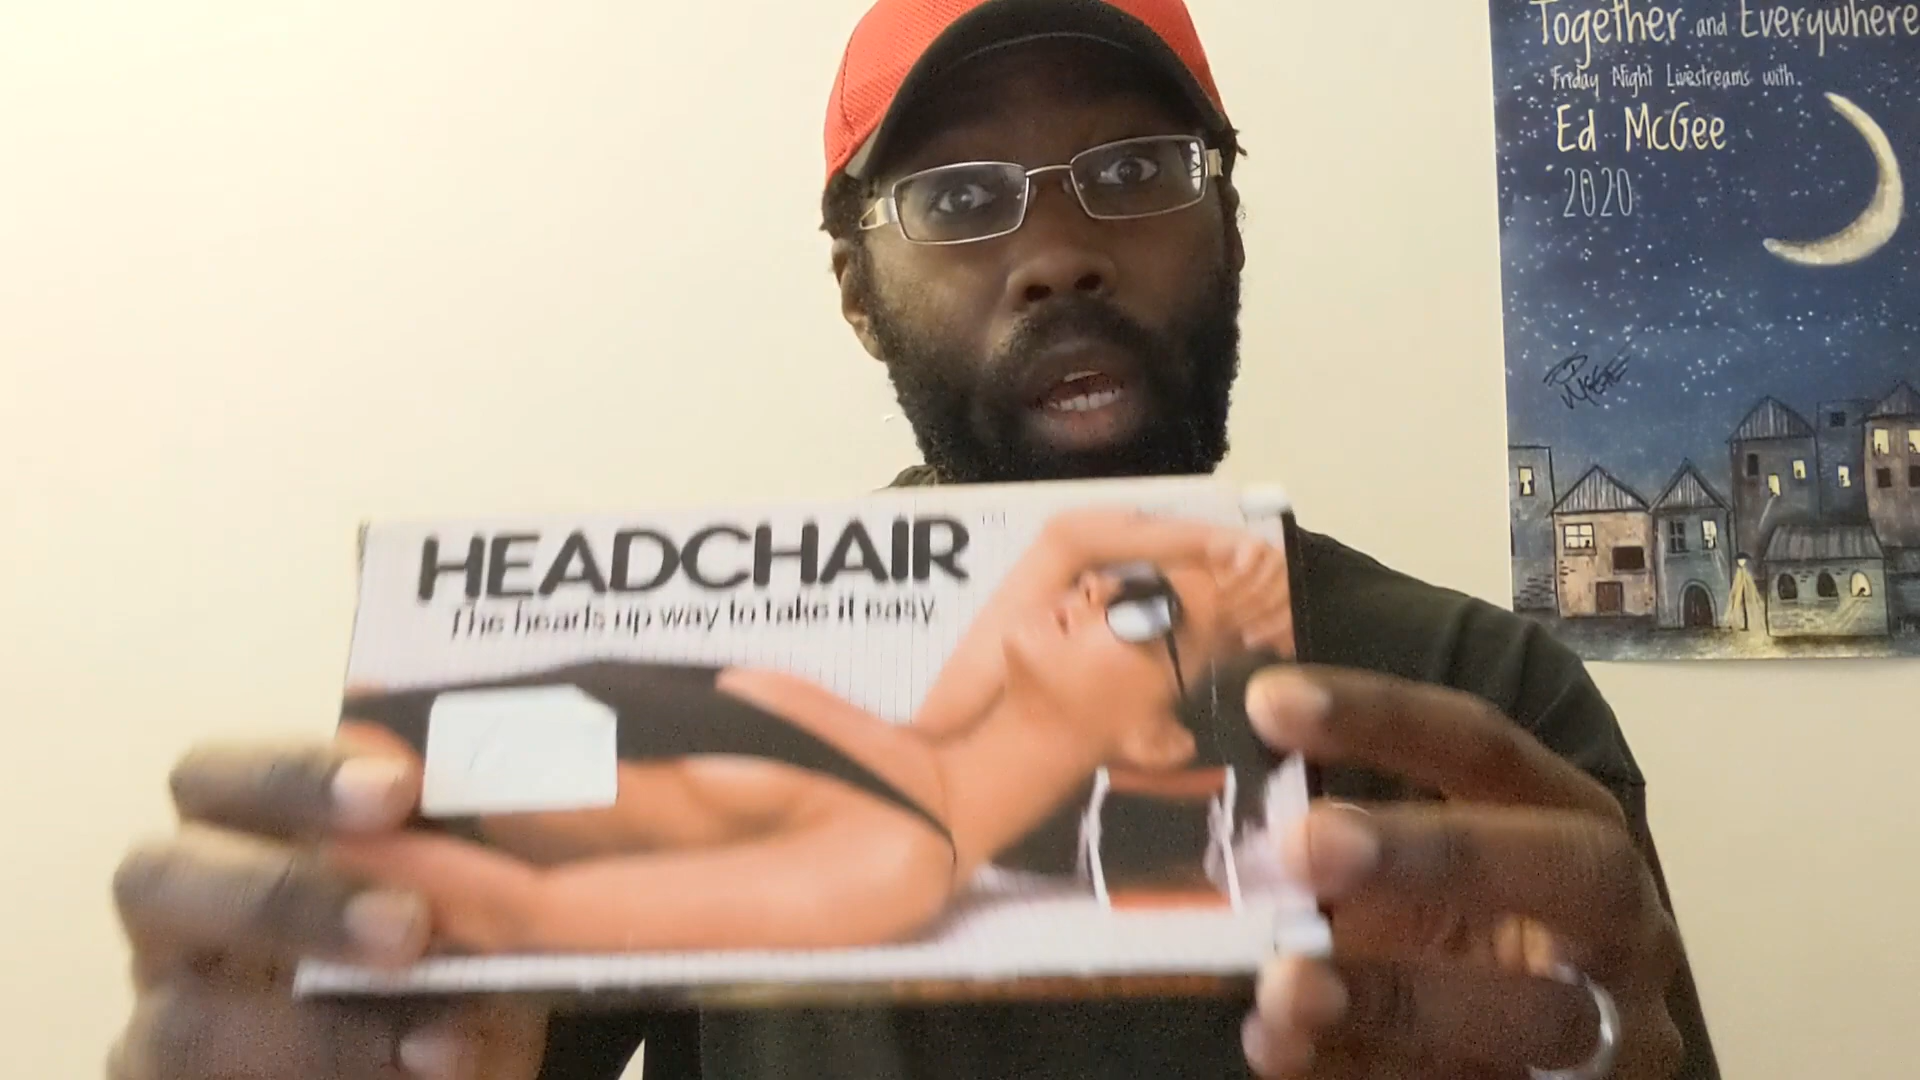 Together and Everywhere
Friday Night Livestreams with
Ed McGee
2020
HEADCHAIR
The heads up way to take it easy